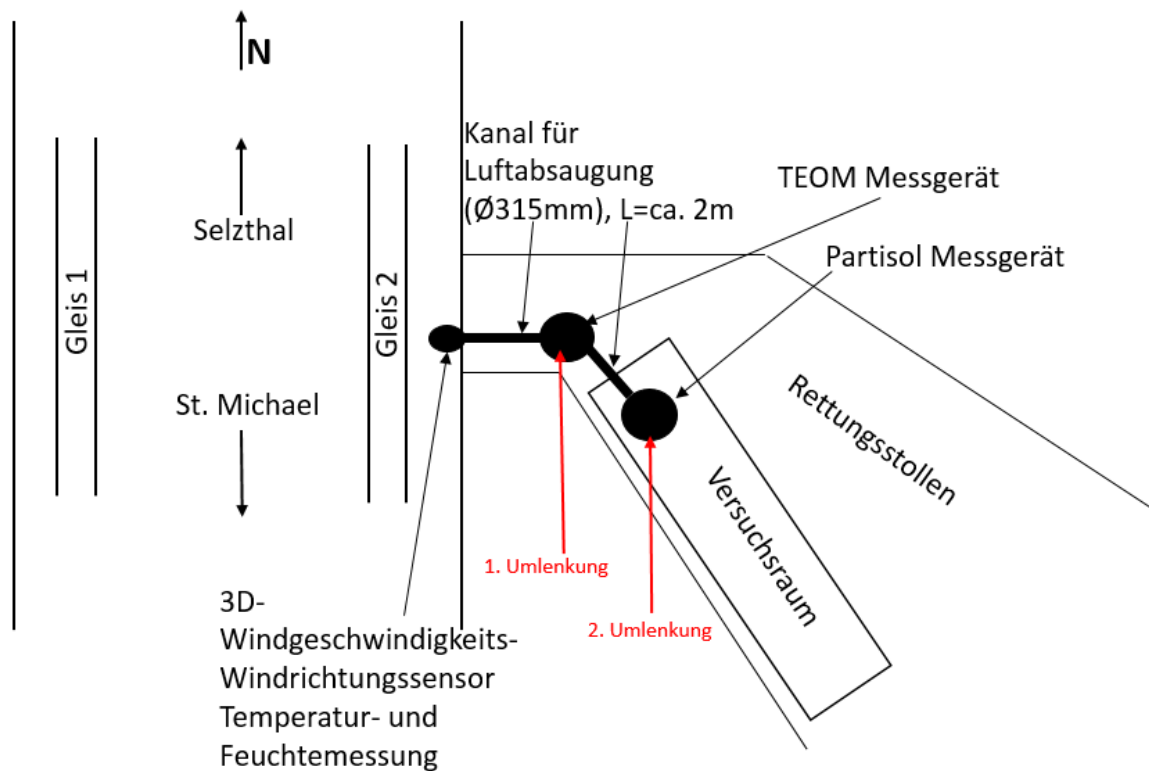 N
Kanal für
Luftabsaugung
(Ø315mm), L=ca. 2m
TEOM Messgerät
Selzthal
Partisol Messgerät
Gleis 1
Gleis 2
St. Michael
Rettungsstollen
Versuchsraum
1. Umlenkung
2. Umlenkung
3D-
Windgeschwindigkeits-
Windrichtungssensor
Temperatur- und
Feuchtemessung